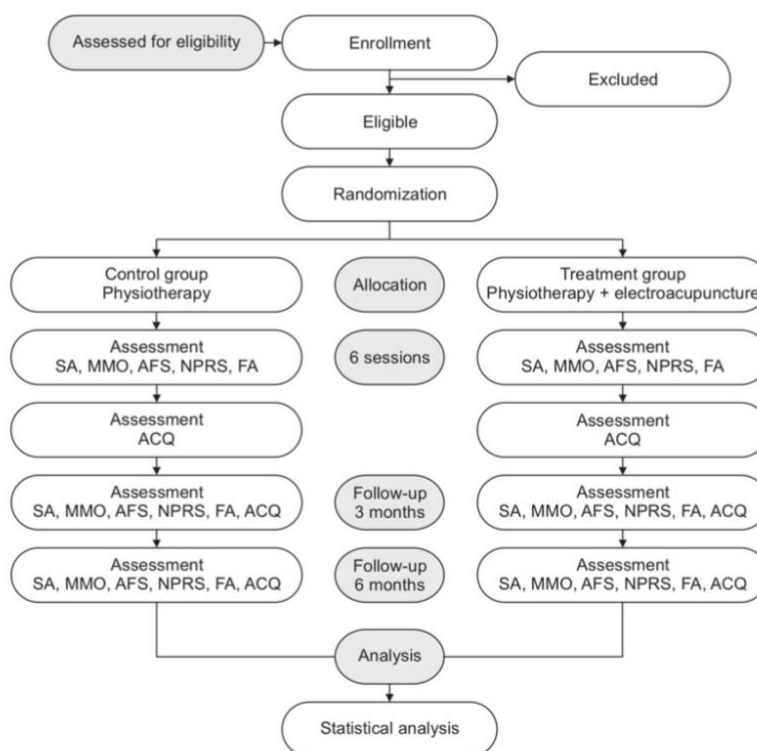 Assessed for eligibility
Enrollment
Excluded
Eligible
Randomization
Control group
Physiotherapy
Allocation
Treatment group
Physiotherapy + electroacupuncture
Assessment
SA, MMO, AFS, NPRS, FA
6 sessions
Assessment
SA, MMO, AFS, NPRS, FA
Assessment
ACQ
Assessment
ACQ
Assessment
SA, MMO, AFS, NPRS, FA, ACQ
Follow-up
3 months
Assessment
SA, MMO, AFS, NPRS, FA, ACQ
Assessment
SA, MMO, AFS, NPRS, FA, ACQ
Follow-up
6 months
Assessment
SA, MMO, AFS, NPRS, FA, ACQ
Analysis
Statistical analysis